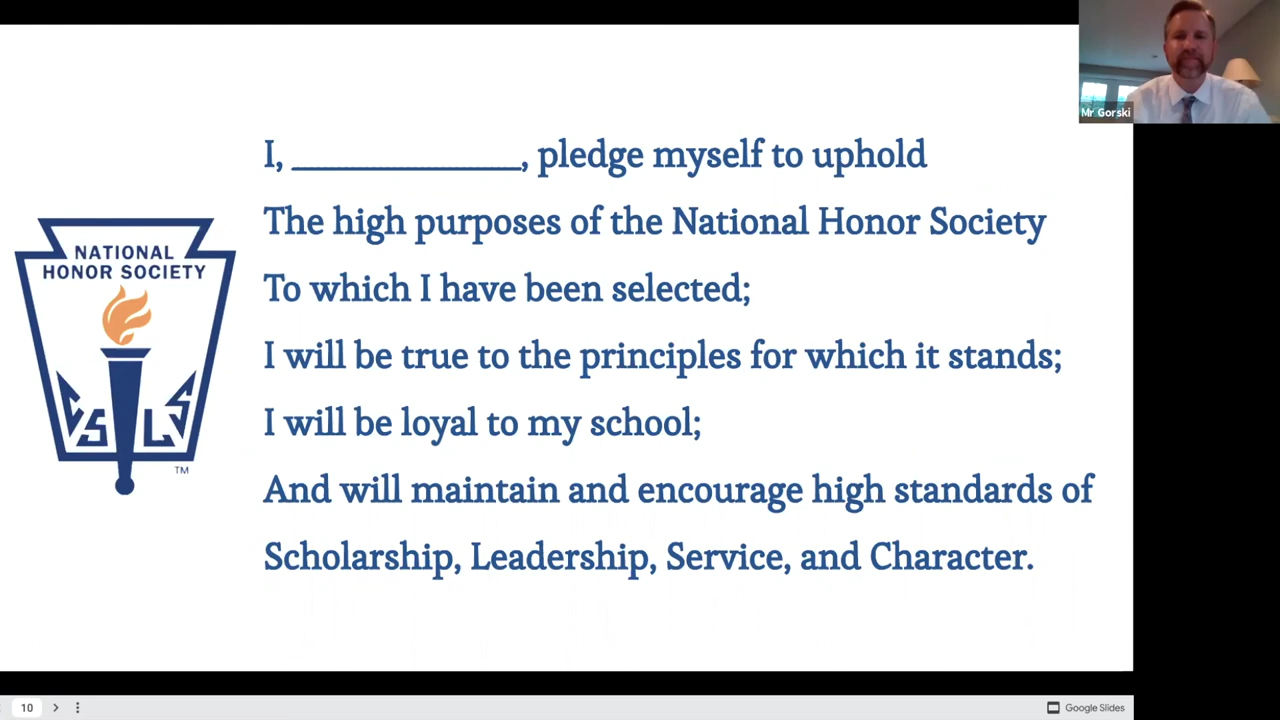 Mr Gorski
I, ______________, pledge myself to uphold
The high purposes of the National Honor Society
To which I have been selected;
I will be true to the principles for which it stands;
I will be loyal to my school;
And will maintain and encourage high standards of
Scholarship, Leadership, Service, and Character.
NATIONAL
HONOR SOCIETY
C S L S
TM
10
Google Slides